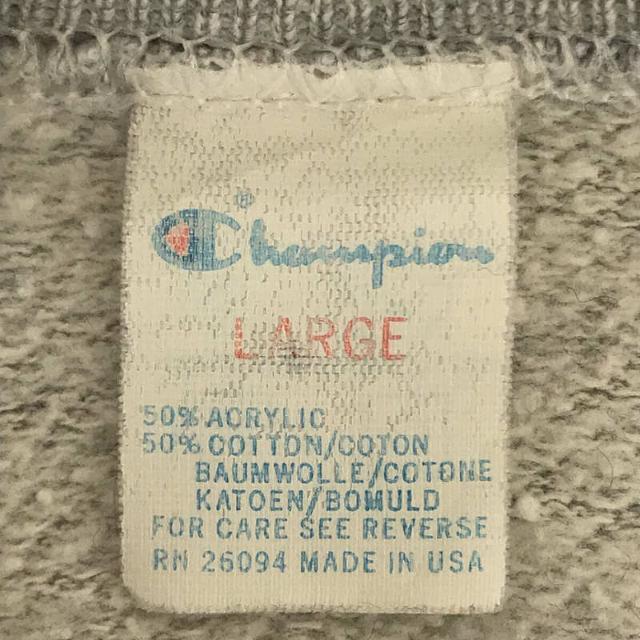 Champion®
LARGE
50% ACRYLIC
50% COTTON/COTON
BAUMWOLLE/COTONE
KATOEN/BOMULD
FOR CARE SEE REVERSE
RN 26094 MADE IN USA